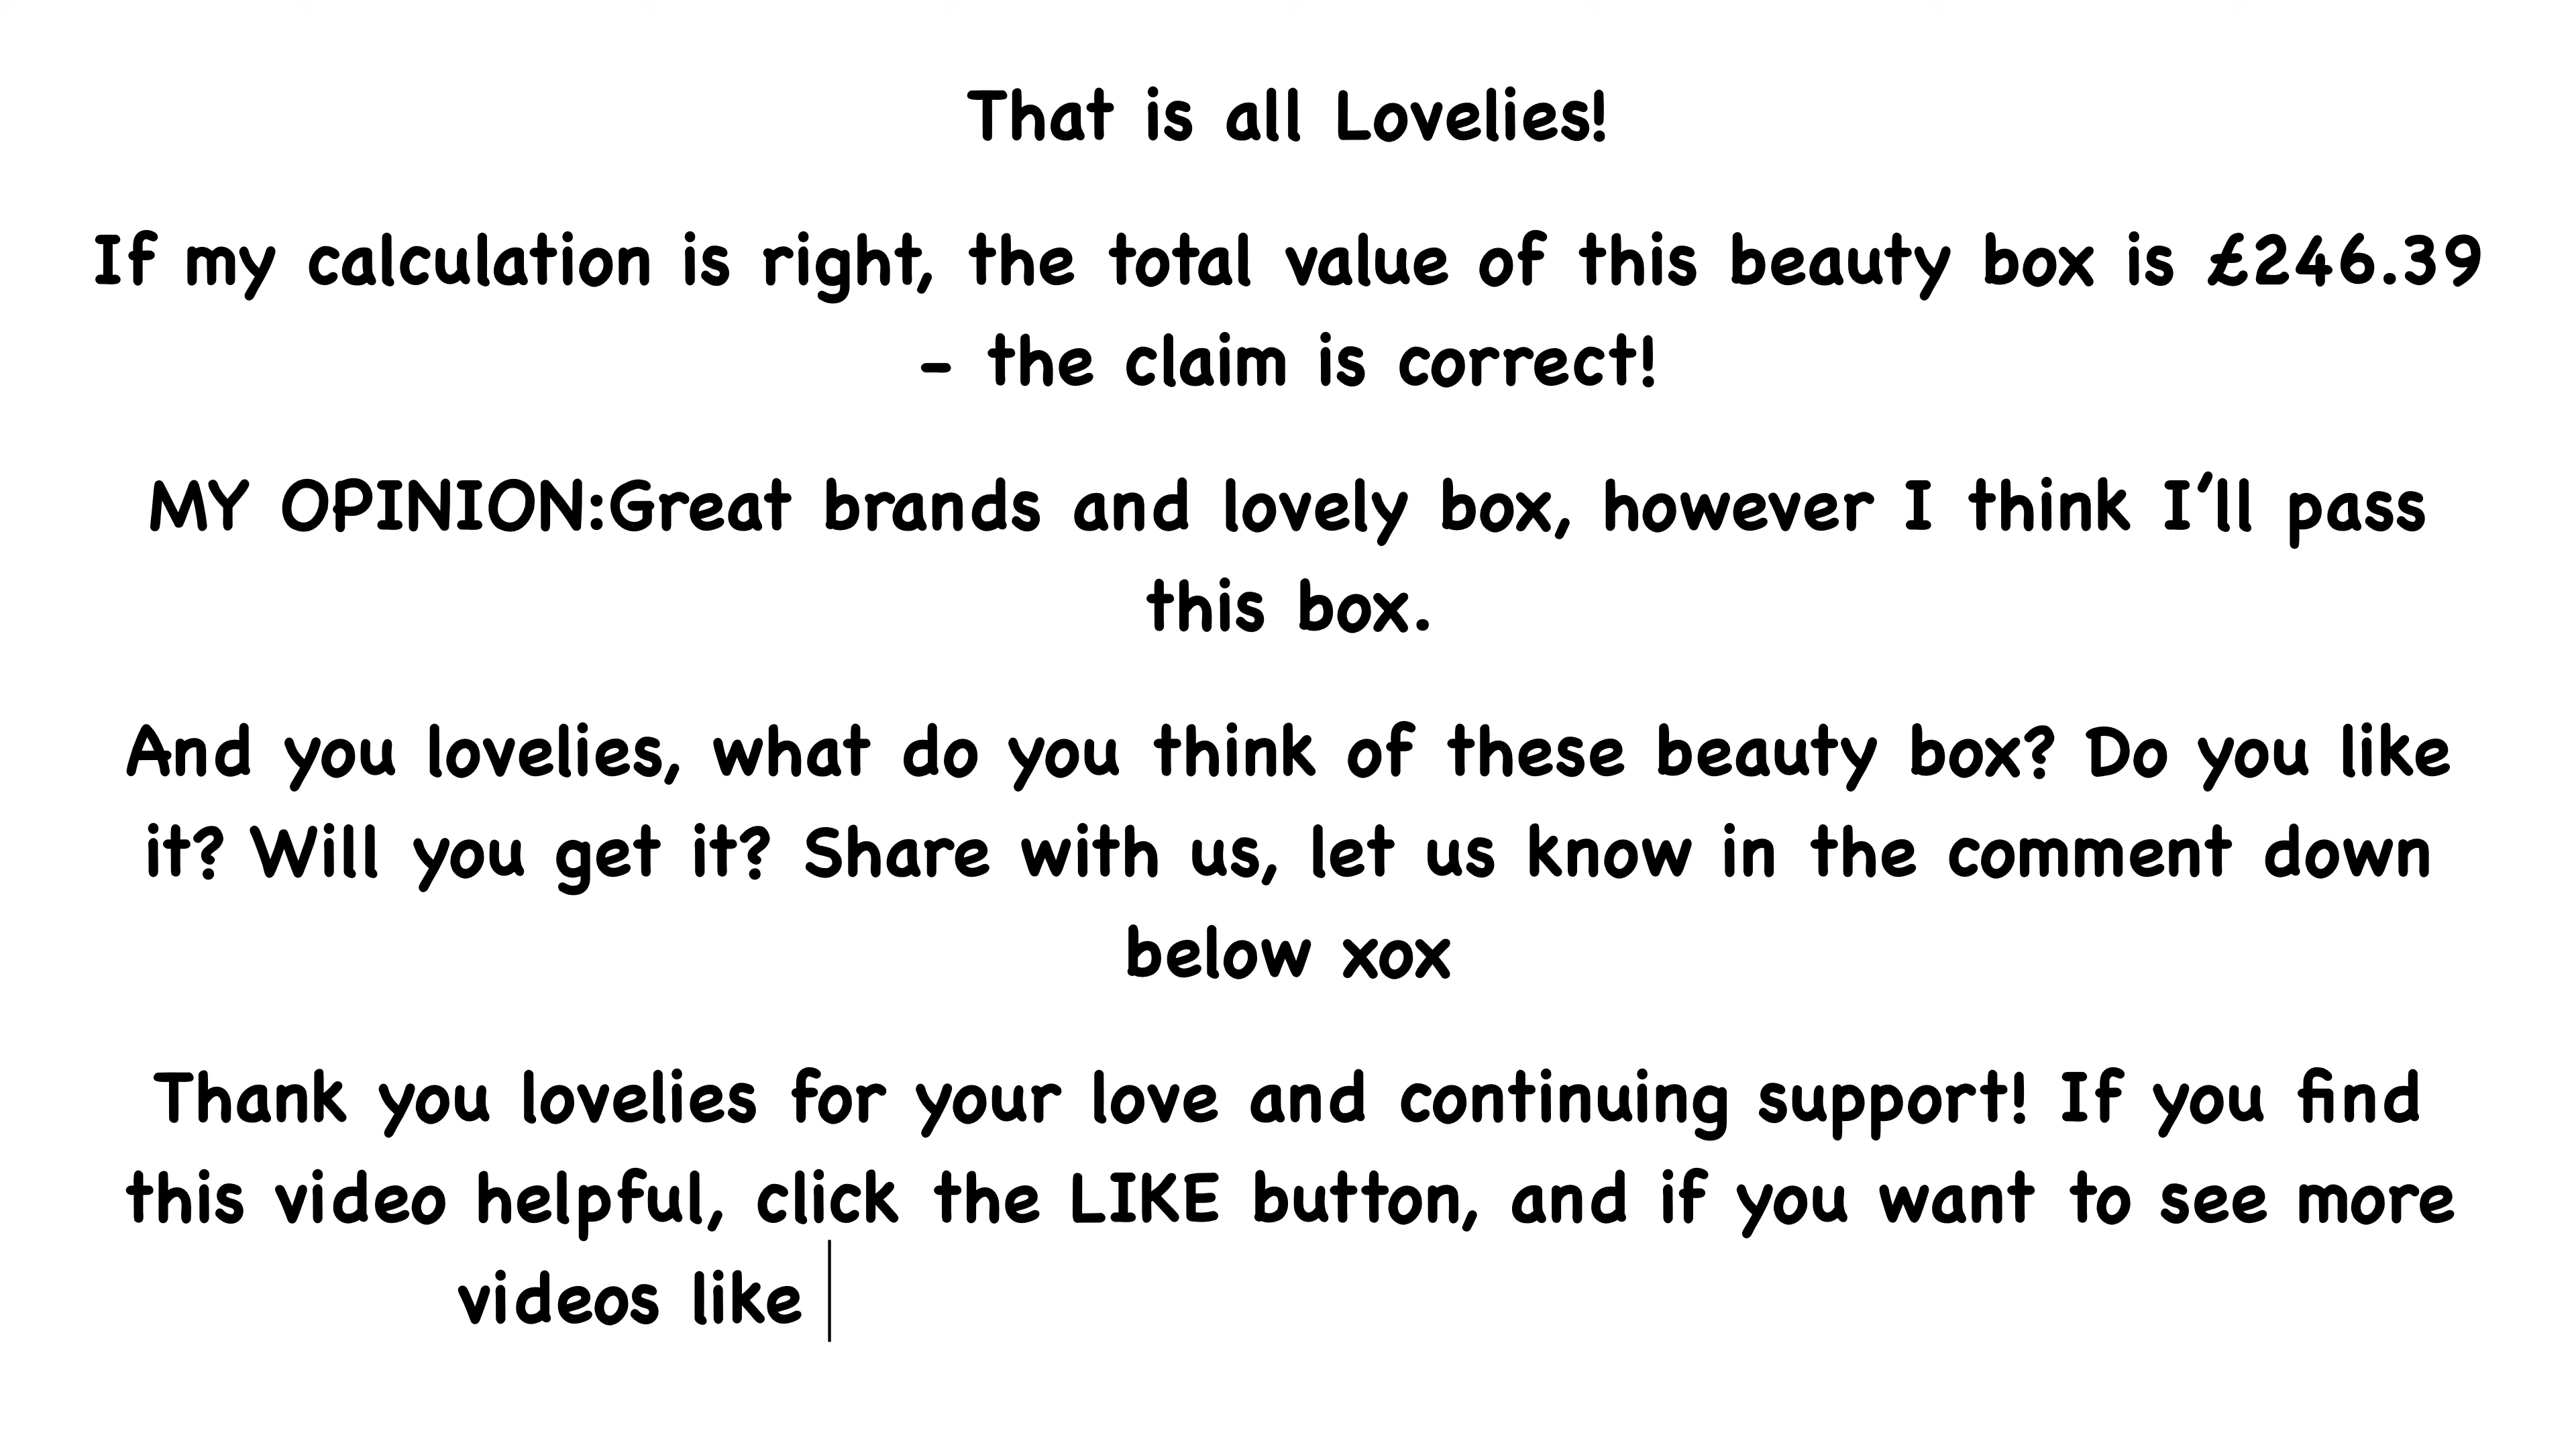 That is all Lovelies!
If my calculation is right, the total value of this beauty box is £246.39
- the claim is correct!
MY OPINION:Great brands and lovely box, however I think I’ll pass
this box.
And you lovelies, what do you think of these beauty box? Do you like
it? Will you get it? Share with us, let us know in the comment down
below xox
Thank you lovelies for your love and continuing support! If you find
this video helpful, click the LIKE button, and if you want to see more
videos like